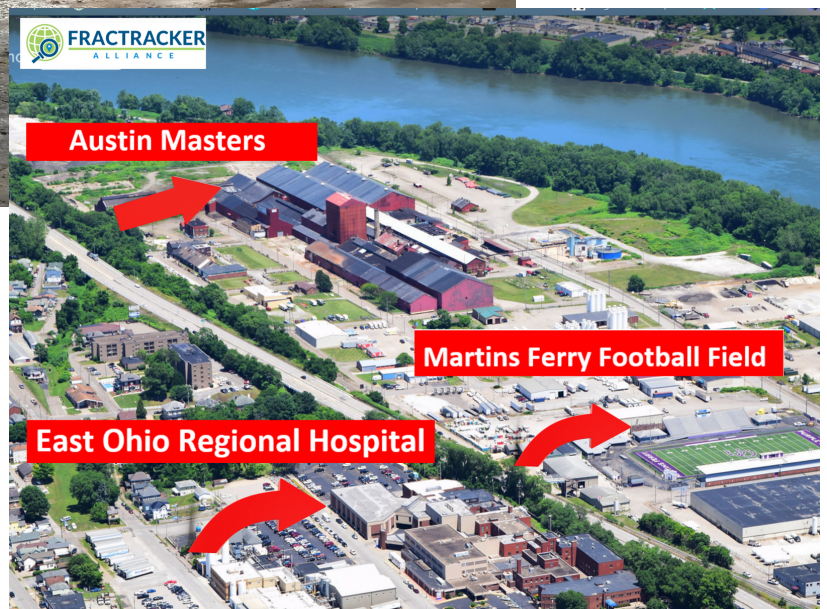 FRACTRACKER
ALLIANCE
Austin Masters
Martins Ferry Football Field
East Ohio Regional Hospital